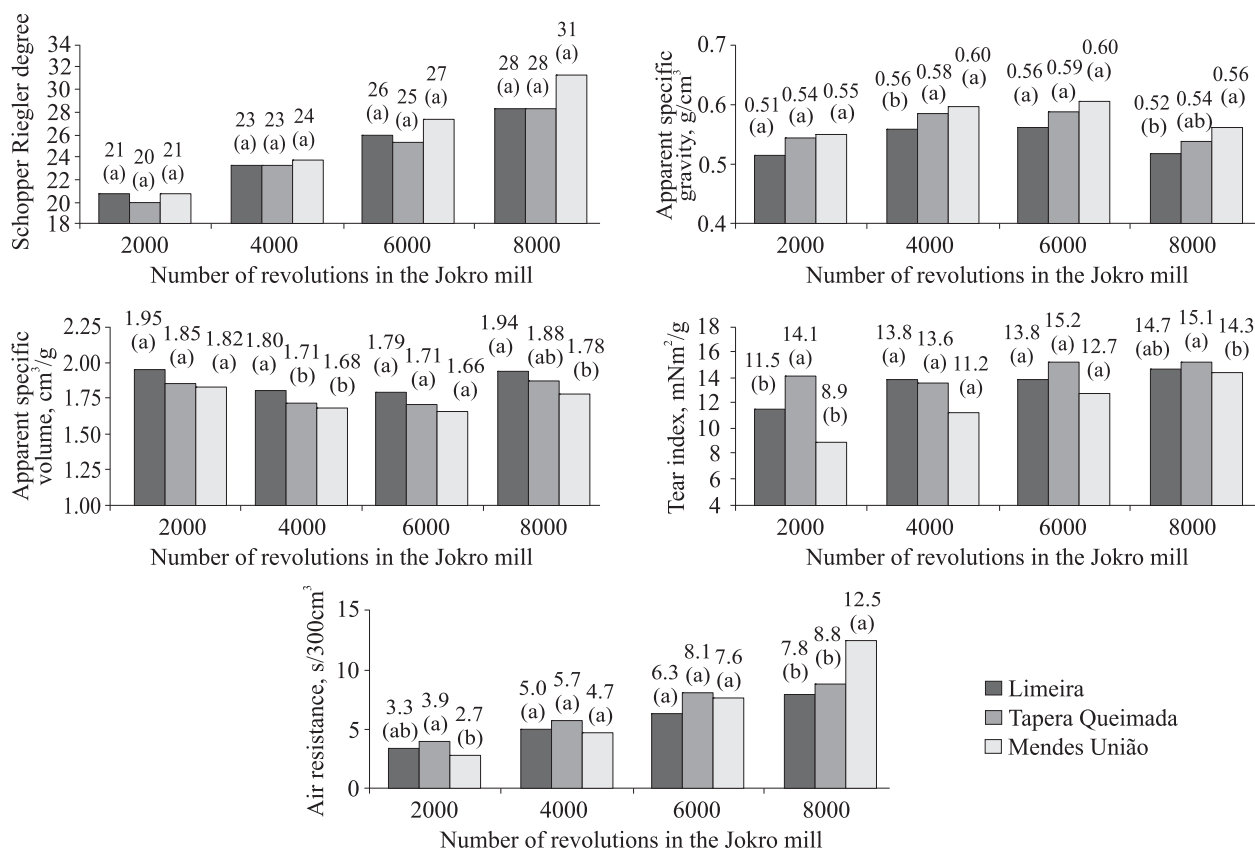 Schopper Riegler degree
34
32
30
28
26
24
22
20
18
21
(a)
20
(a)
21
(a)
23
(a)
23
(a)
24
(a)
26
(a)
25
(a)
27
(a)
28
(a)
28
(a)
31
(a)
2000 4000 6000 8000
Number of revolutions in the Jokro mill
Apparent specific
gravity, g/cm³
0.7
0.6
0.5
0.4
0.51
(a)
0.54
(a)
0.55
(a)
0.56
(b)
0.58
(a)
0.60
(a)
0.56
(a)
0.59
(a)
0.60
(a)
0.52
(b)
0.54
(ab)
0.56
(a)
2000 4000 6000 8000
Number of revolutions in the Jokro mill
Apparent specific
volume, cm³/g
2.25
2.00
1.75
1.50
1.25
1.00
1.95
(a)
1.85
(a)
1.82
(a)
1.80
(a)
1.71
(b)
1.68
(b)
1.79
(a)
1.71
(a)
1.66
(a)
1.94
(a)
1.88
(ab)
1.78
(b)
2000 4000 6000 8000
Number of revolutions in the Jokro mill
Tear index, mNm²/g
18
16
14
12
10
8
6
4
11.5
(b)
14.1
(a)
8.9
(b)
13.8
(a)
13.6
(a)
11.2
(a)
13.8
(a)
15.2
(a)
12.7
(a)
14.7
(ab)
15.1
(a)
14.3
(b)
2000 4000 6000 8000
Number of revolutions in the Jokro mill
Air resistance, s/300cm³
15
10
5
0
3.3
(ab)
3.9
(a)
2.7
(b)
5.0
(a)
5.7
(a)
4.7
(a)
6.3
(a)
8.1
(a)
7.6
(a)
7.8
(b)
8.8
(b)
12.5
(a)
2000 4000 6000 8000
Number of revolutions in the Jokro mill
Limeira
Tapera Queimada
Mendes União